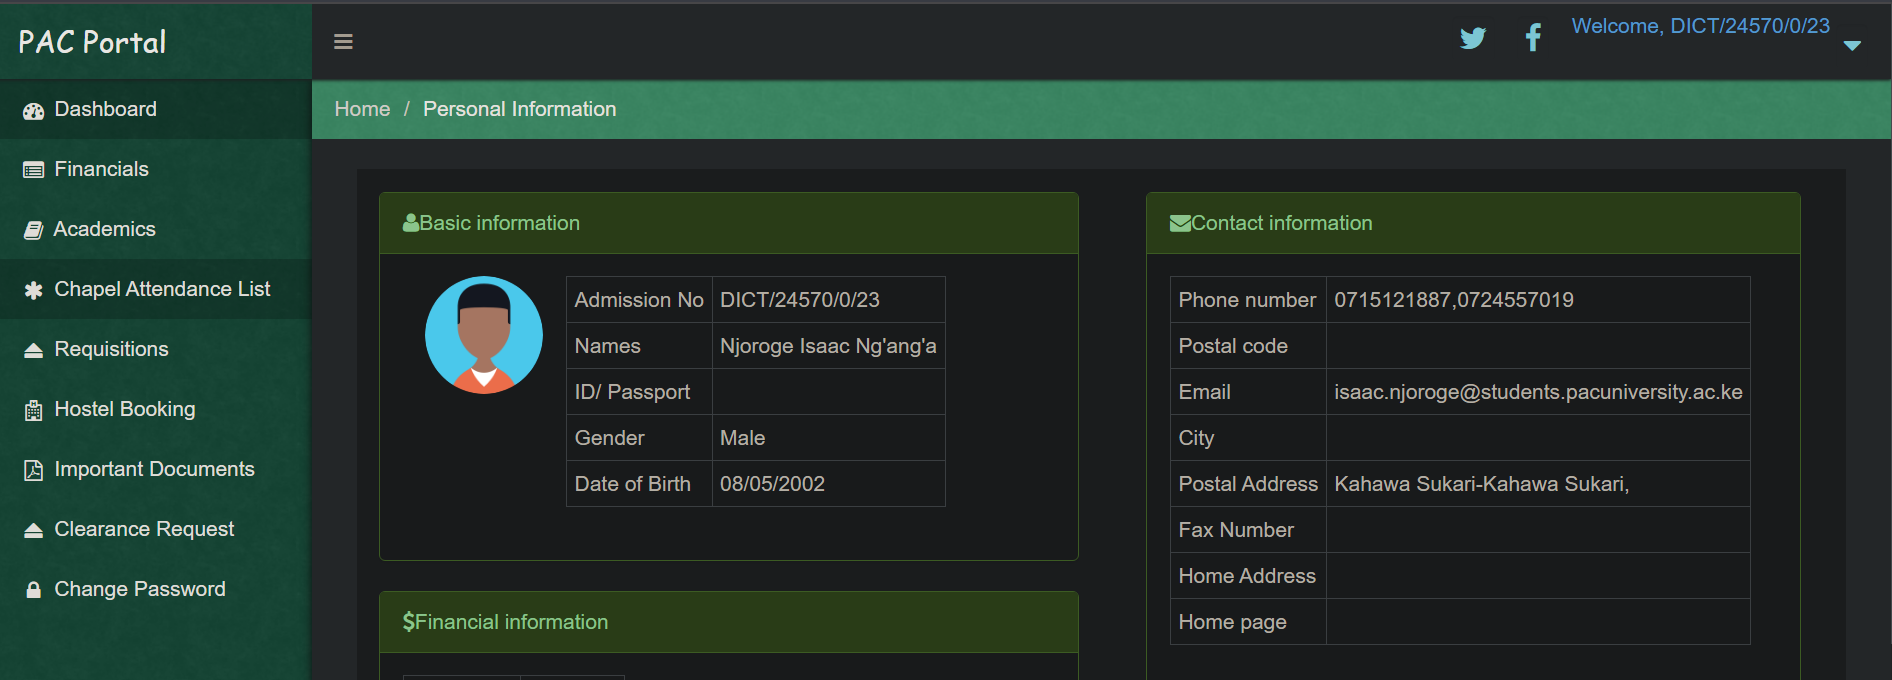 PAC Portal
Welcome, DICT/24570/0/23
Dashboard
Financials
Academics
Chapel Attendance List
Requisitions
Hostel Booking
Important Documents
Clearance Request
Change Password
Home / Personal Information
Basic information
Admission No DICT/24570/0/23
Names Njoroge Isaac Ng'ang'a
ID/ Passport
Gender Male
Date of Birth 08/05/2002
$Financial information
Contact information
Phone number 0715121887,0724557019
Postal code
Email isaac.njoroge@students.pacuniversity.ac.ke
City
Postal Address Kahawa Sukari-Kahawa Sukari,
Fax Number
Home Address
Home page